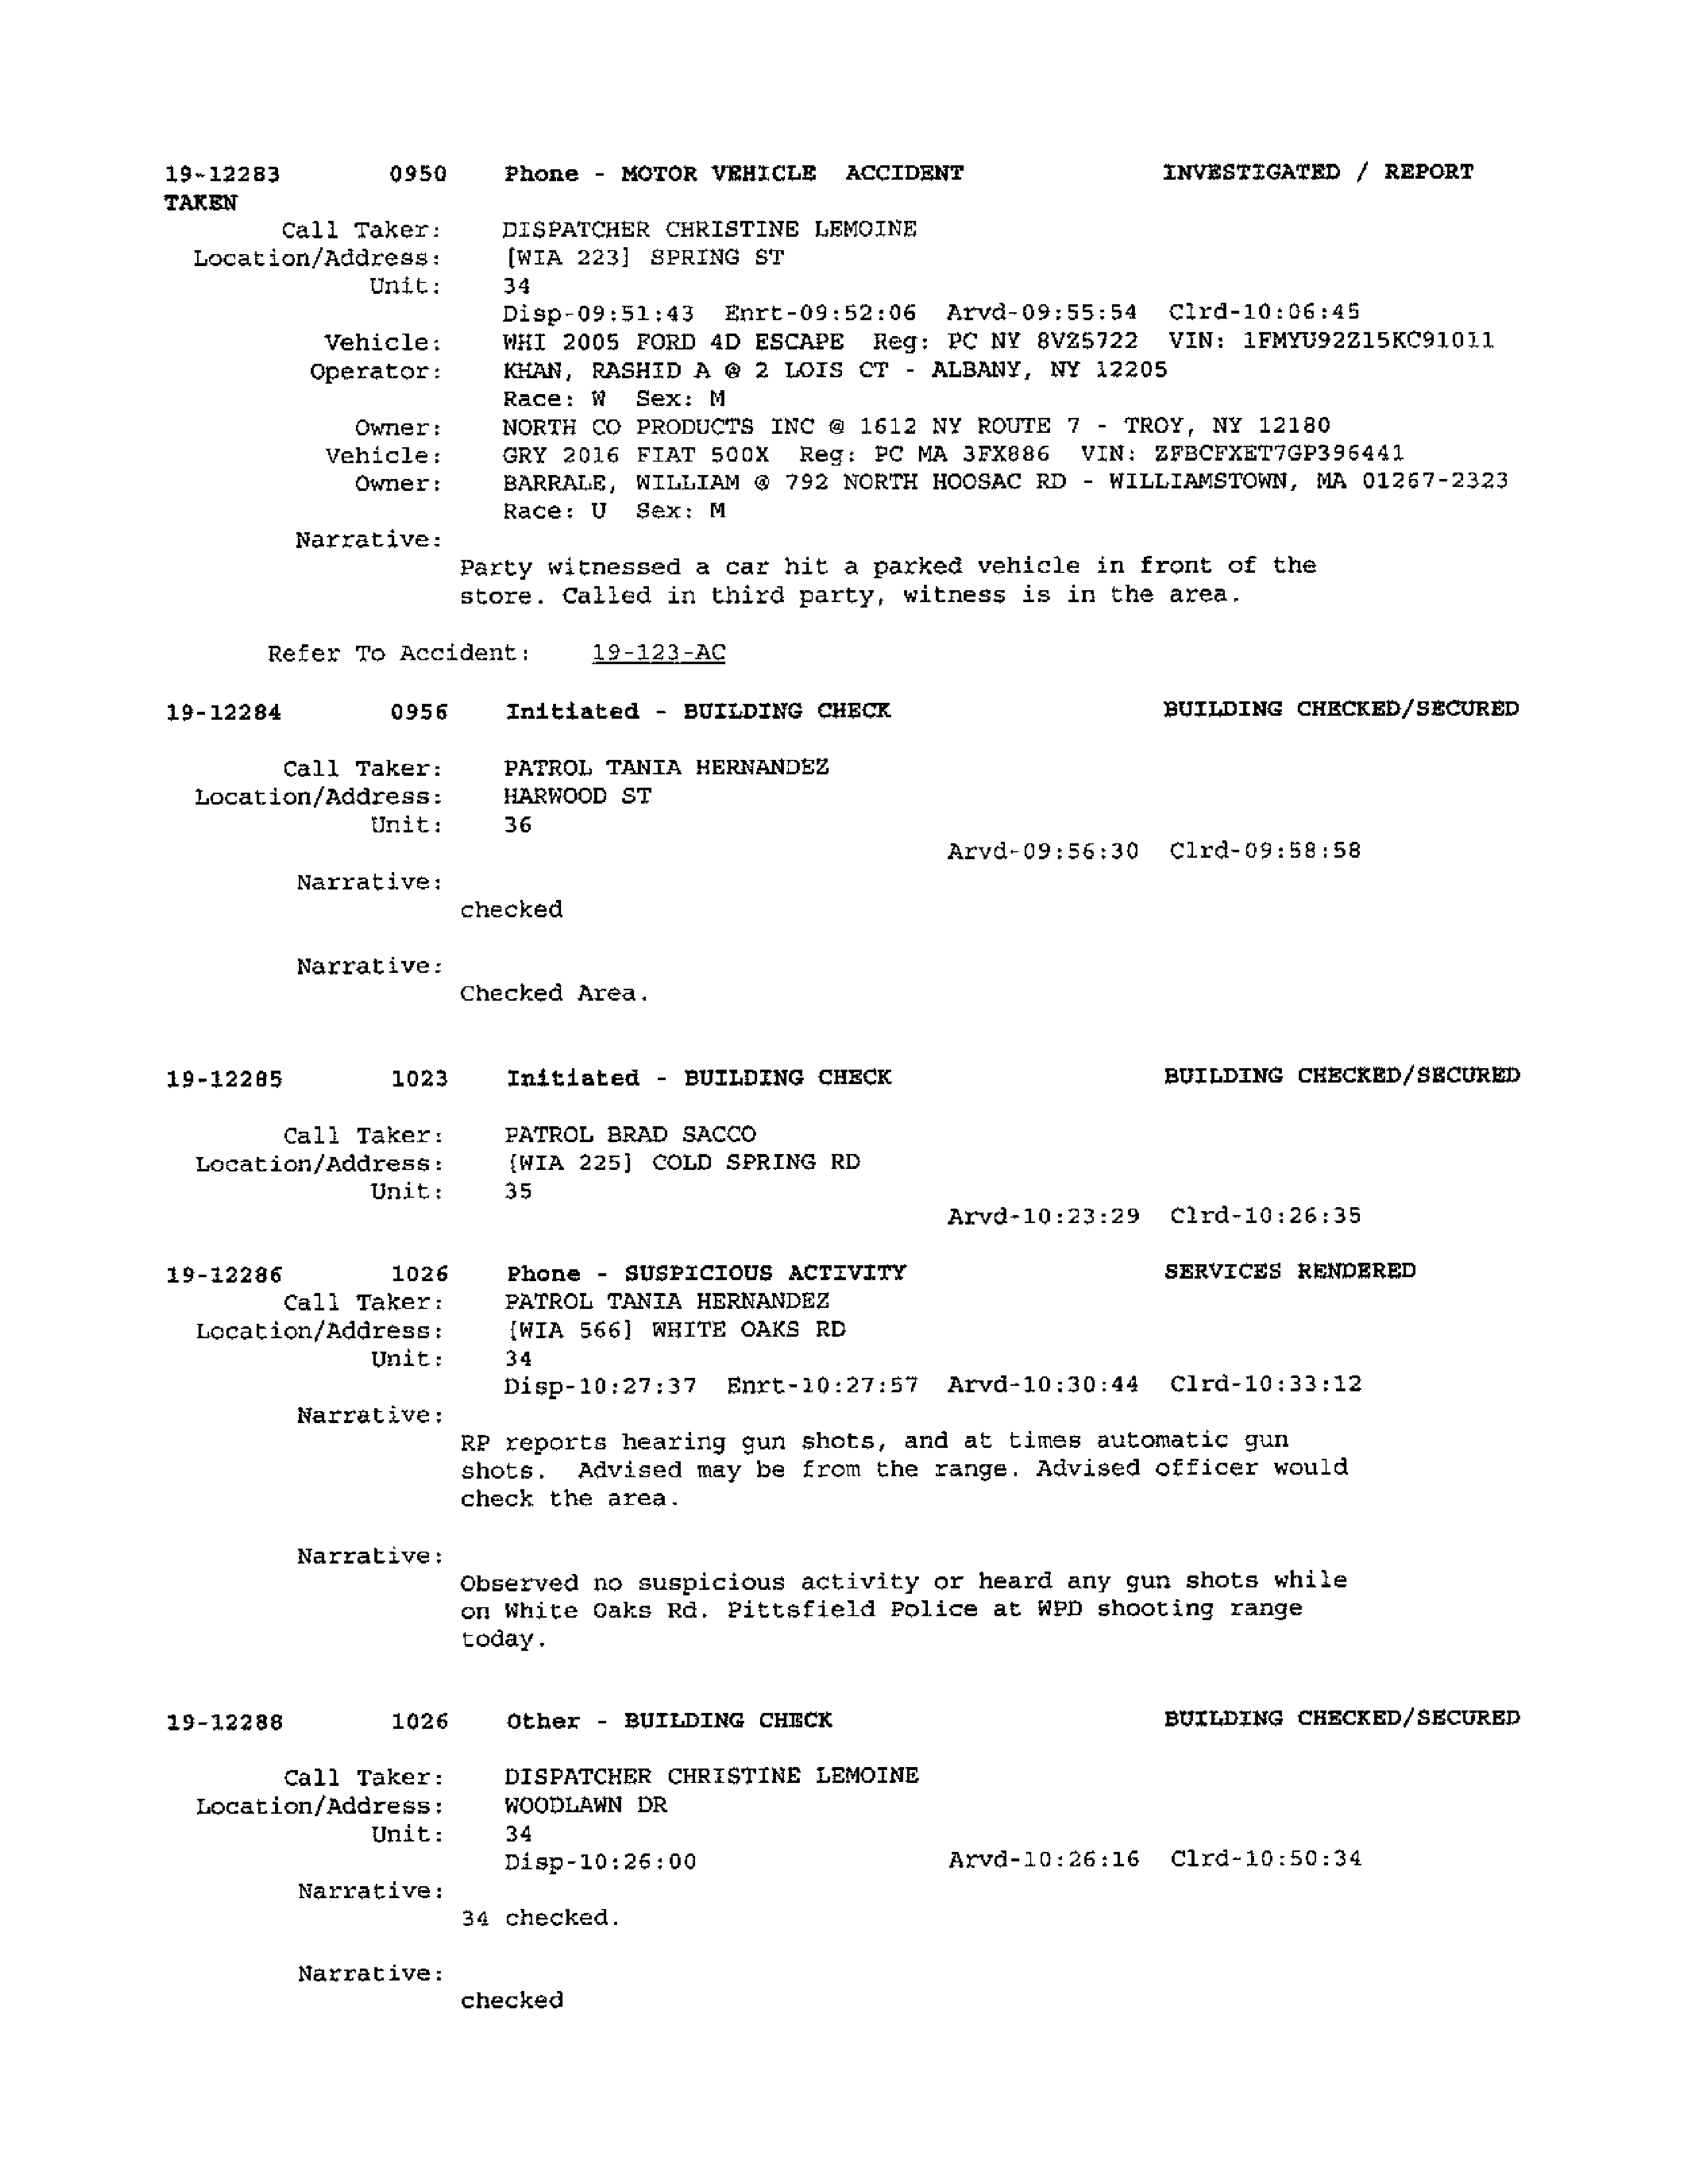 19-12283 0950 Phone - MOTOR VEHICLE ACCIDENT INVESTIGATED / REPORT
TAKEN
Call Taker: DISPATCHER CHRISTINE LEMOINE
Location/Address: [WIA 223] SPRING ST
Unit: 34
Disp-09:51:43 Enrt-09:52:06 Arvd-09:55:54 Clrd-10:06:45
Vehicle: WHI 2005 FORD 4D ESCAPE Reg: PC NY 8VZ5722 VIN: 1FMYU92Z15KC91011
Operator: KHAN, RASHID A @ 2 LOIS CT - ALBANY, NY 12205
Race: W Sex: M
Owner: NORTH CO PRODUCTS INC @ 1612 NY ROUTE 7 - TROY, NY 12180
Vehicle: GRY 2016 FIAT 500X Reg: PC MA 3FX886 VIN: ZFBCFXET7GP396441
Owner: BARRALE, WILLIAM @ 792 NORTH HOOSAC RD - WILLIAMSTOWN, MA 01267-2323
Race: U Sex: M
Narrative:
Party witnessed a car hit a parked vehicle in front of the
store. Called in third party, witness is in the area.
Refer To Accident: 19-123-AC
19-12284 0956 Initiated - BUILDING CHECK BUILDING CHECKED/SECURED
Call Taker: PATROL TANIA HERNANDEZ
Location/Address: HARWOOD ST
Unit: 36
Arvd-09:56:30 Clrd-09:58:58
Narrative:
checked
Narrative:
Checked Area.
19-12285 1023 Initiated - BUILDING CHECK BUILDING CHECKED/SECURED
Call Taker: PATROL BRAD SACCO
Location/Address: [WIA 225] COLD SPRING RD
Unit: 35
Arvd-10:23:29 Clrd-10:26:35
19-12286 1026 Phone - SUSPICIOUS ACTIVITY SERVICES RENDERED
Call Taker: PATROL TANIA HERNANDEZ
Location/Address: [WIA 566] WHITE OAKS RD
Unit: 34
Disp-10:27:37 Enrt-10:27:57 Arvd-10:30:44 Clrd-10:33:12
Narrative:
RP reports hearing gun shots, and at times automatic gun
shots. Advised may be from the range. Advised officer would
check the area.
Narrative:
Observed no suspicious activity or heard any gun shots while
on White Oaks Rd. Pittsfield Police at WPD shooting range
today.
19-12288 1026 Other - BUILDING CHECK BUILDING CHECKED/SECURED
Call Taker: DISPATCHER CHRISTINE LEMOINE
Location/Address: WOODLAWN DR
Unit: 34
Disp-10:26:00 Arvd-10:26:16 Clrd-10:50:34
Narrative:
34 checked.
Narrative:
checked